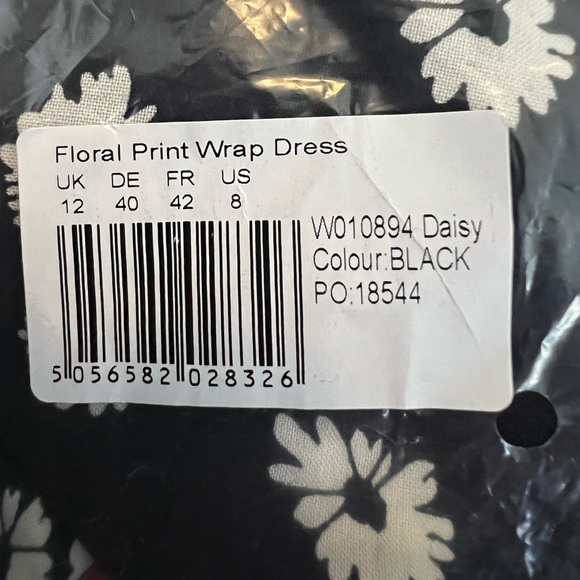 Floral Print Wrap Dress
UK DE FR US
12 40 42 8
W010894 Daisy
Colour:BLACK
PO:18544
5 056582 028326